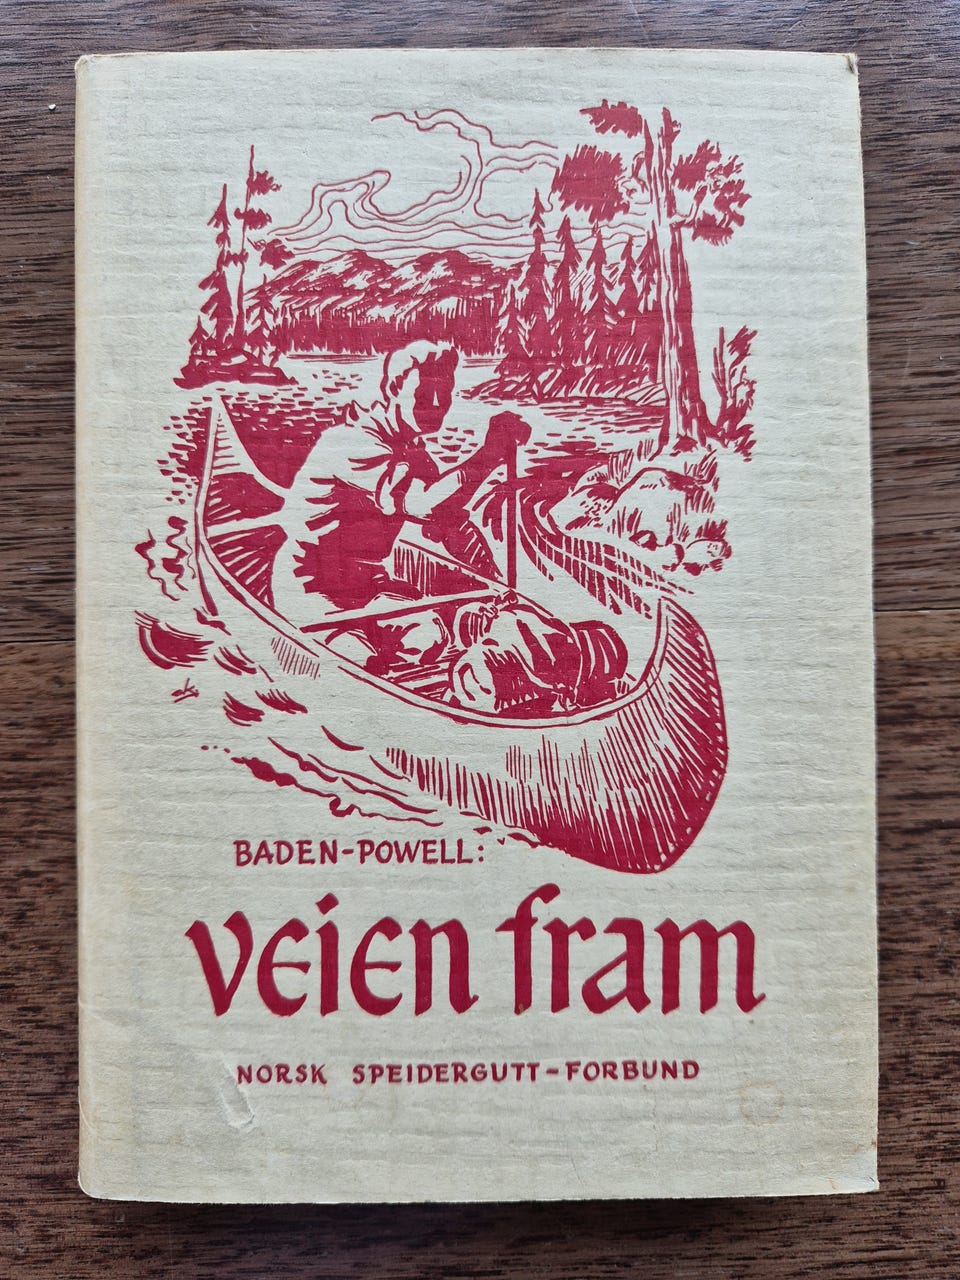 BADEN-POWELL:
veien fram
NORSK SPEIDERGUTT-FORBUND